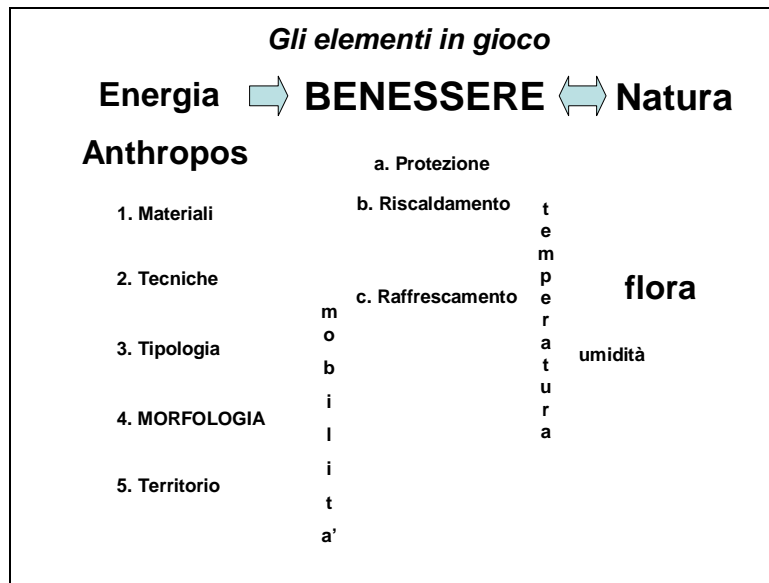 Gli elementi in gioco
Energia BENESSERE Natura
Anthropos
a. Protezione
1. Materiali
b. Riscaldamento
2. Tecniche
c. Raffrescamento
3. Tipologia
4. MORFOLOGIA
5. Territorio
mobilita'
temperatura
flora
umidità